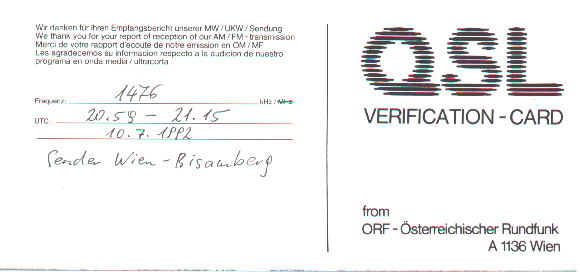 Wir danken für Ihren Empfangsbericht unserer MW / UKW / Sendung
We thank you for your report of reception of our AM / FM - transmission
Merci de votre rapport d'ecoute de notre emission en OM / MF
Les agradecemos su informacion respecto a la audicion de nuestro
programa en onda media / ultracorta
Frequenz: 1476 kHz / MHz
UTC 20.59 - 21.15
10.7.1992
Sender Wien - Bisamberg
QSL
VERIFICATION - CARD
from
ORF - Österreichischer Rundfunk
A 1136 Wien